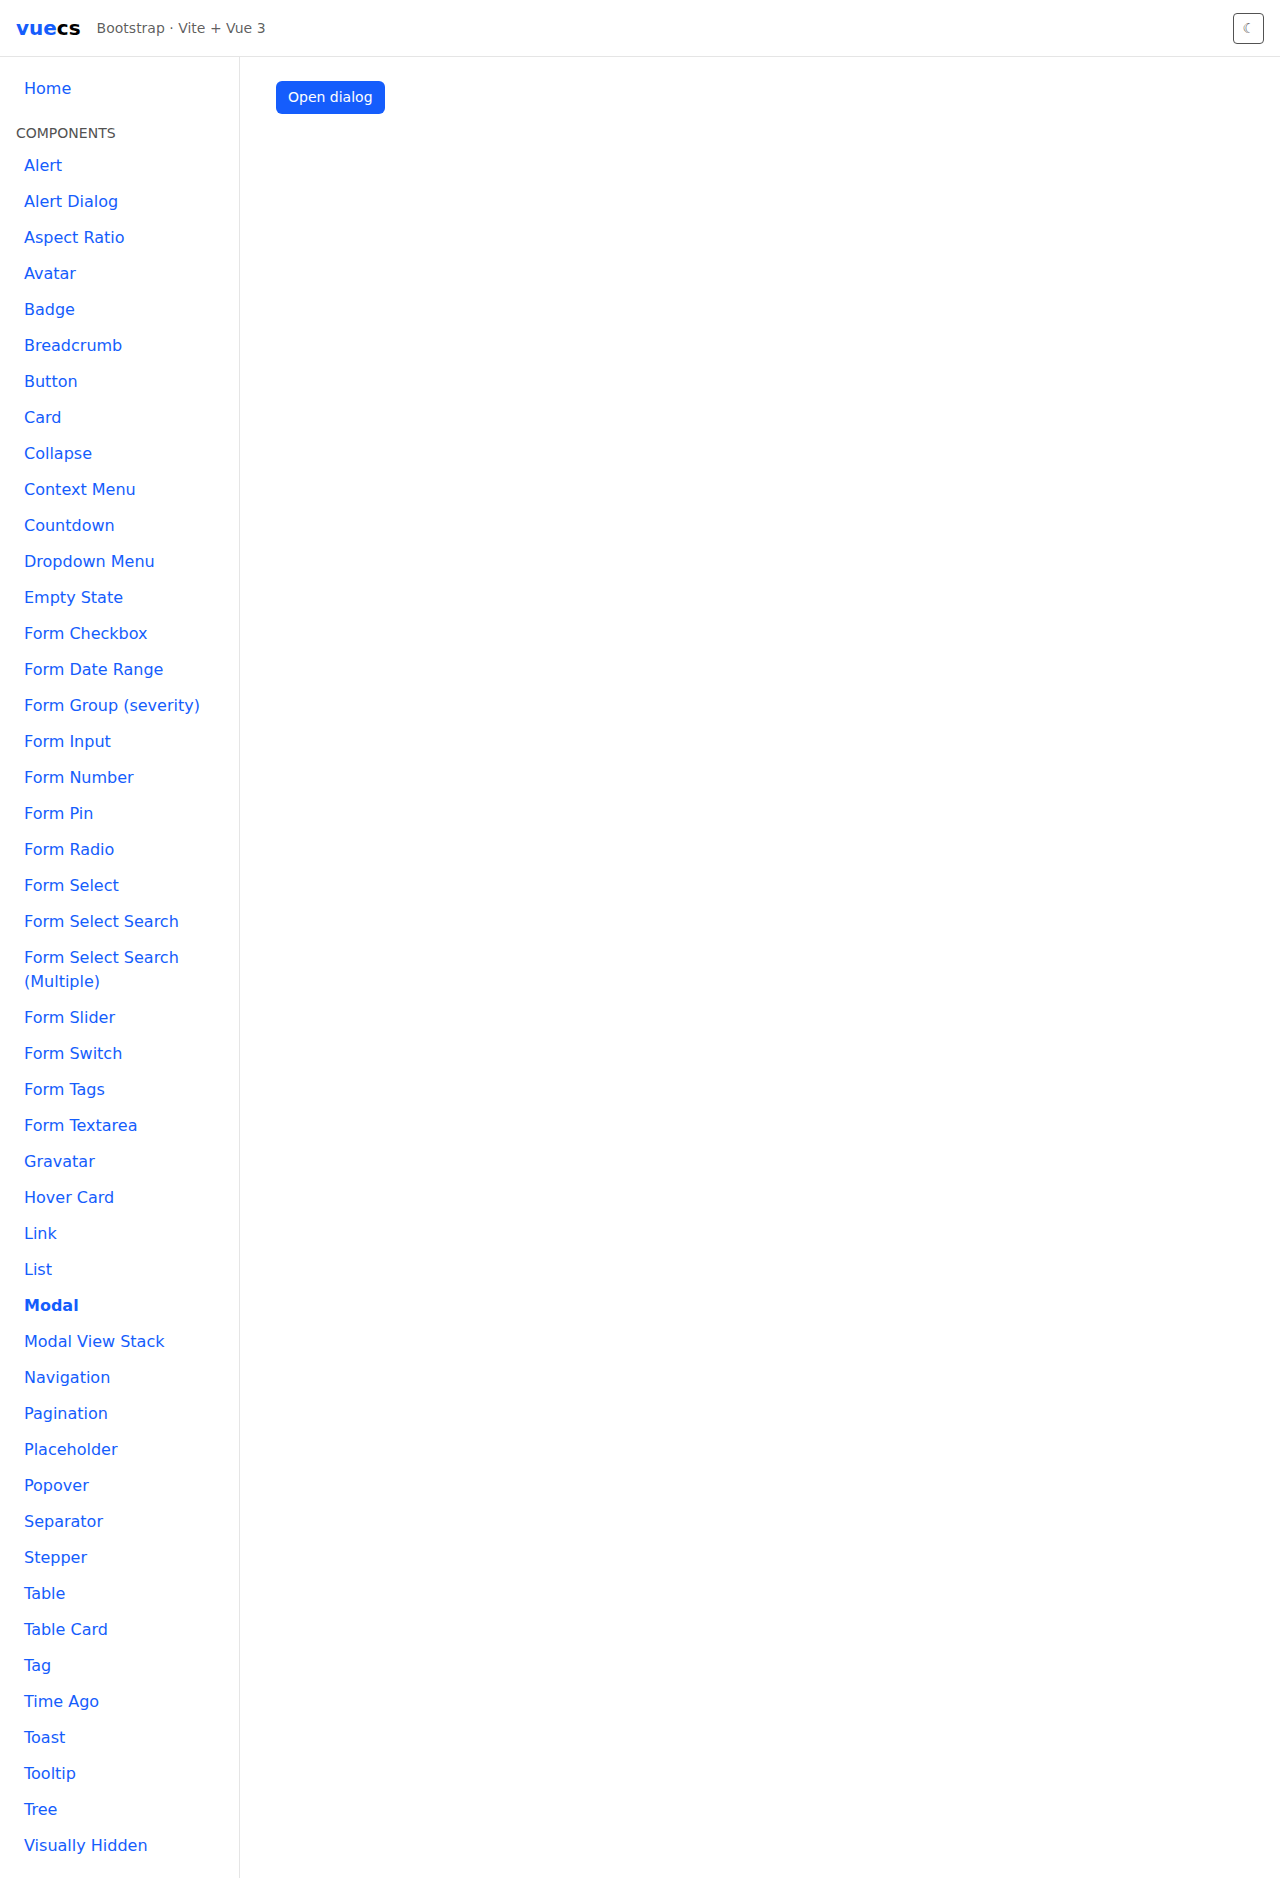 vuecs Bootstrap · Vite + Vue 3
Home
Open dialog
COMPONENTS
Alert
Alert Dialog
Aspect Ratio
Avatar
Badge
Breadcrumb
Button
Card
Collapse
Context Menu
Countdown
Dropdown Menu
Empty State
Form Checkbox
Form Date Range
Form Group (severity)
Form Input
Form Number
Form Pin
Form Radio
Form Select
Form Select Search
Form Select Search
(Multiple)
Form Slider
Form Switch
Form Tags
Form Textarea
Gravatar
Hover Card
Link
List
Modal
Modal View Stack
Navigation
Pagination
Placeholder
Popover
Separator
Stepper
Table
Table Card
Tag
Time Ago
Toast
Tooltip
Tree
Visually Hidden